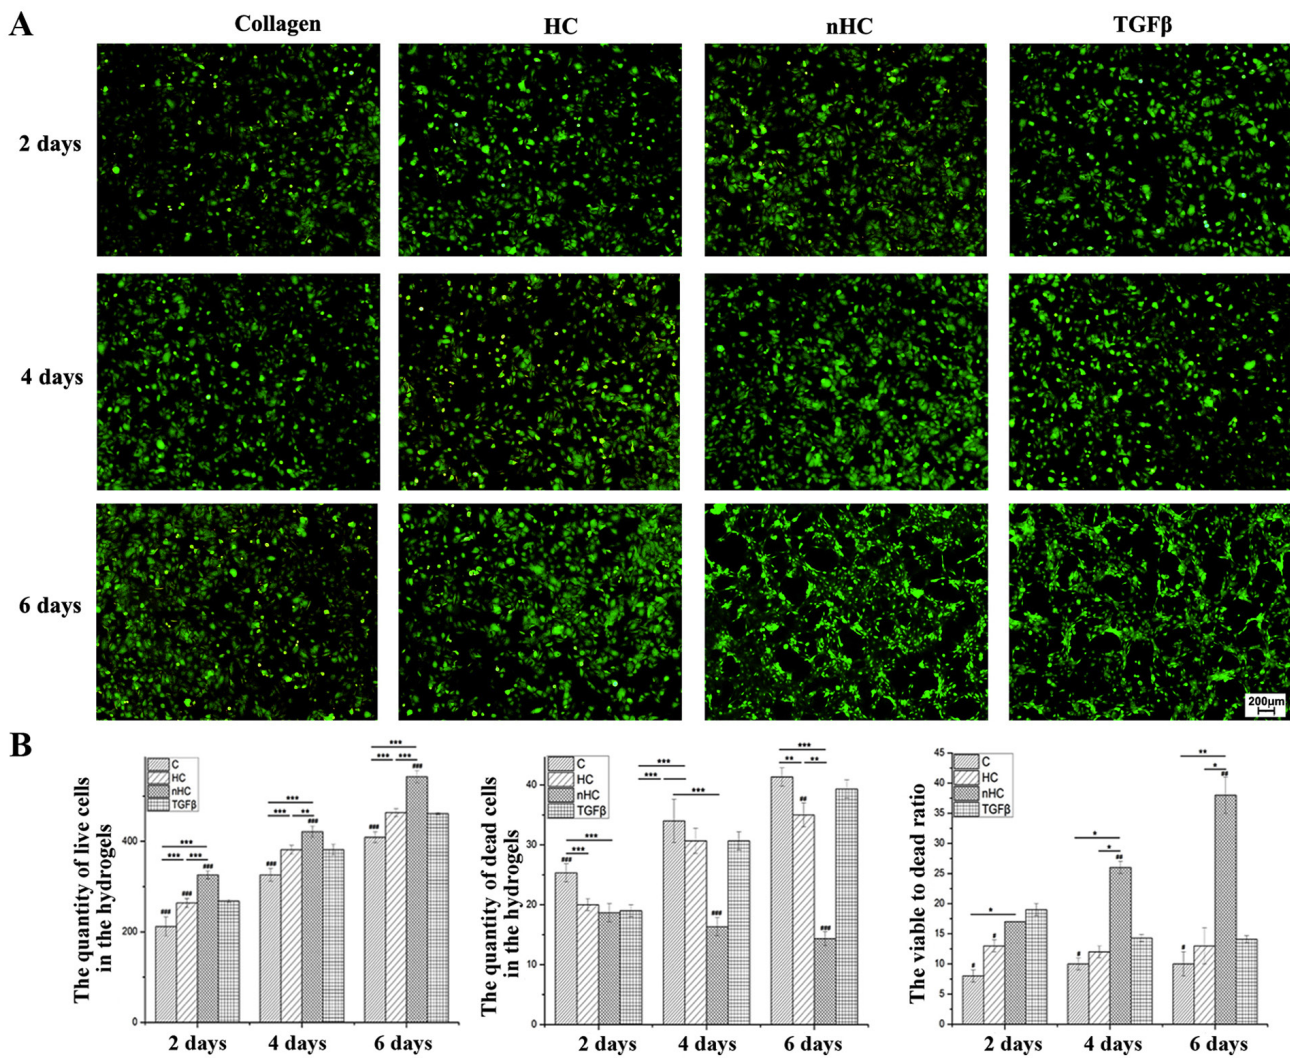 A
Collagen
HC
nHC
TGFβ
2 days
4 days
6 days
200μm
B
The quantity of live cells
in the hydrogels
C
HC
nHC
TGFβ
400
200
0
###
###
###
***
***
***
###
###
***
***
**
###
###
***
***
***
2 days
4 days
6 days
The quantity of dead cells
in the hydrogels
C
HC
nHC
TGFβ
40
30
20
10
0
###
***
***
***
***
***
###
***
**
**
##
###
2 days
4 days
6 days
The viable to dead ratio
C
HC
nHC
TGFβ
45
40
35
30
25
20
15
10
5
0
#
#
*
#
##
*
*
#
##
**
*
2 days
4 days
6 days